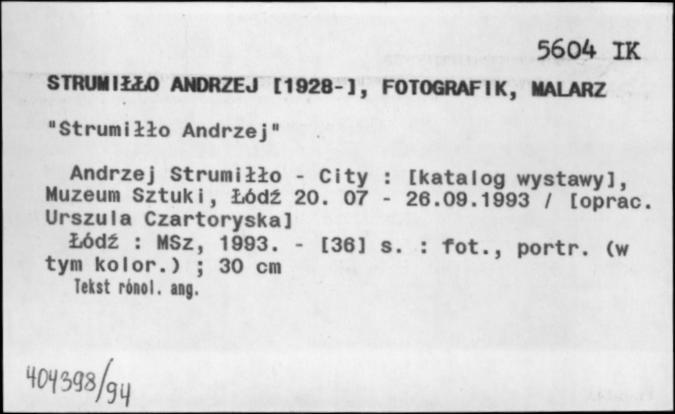 5604 IK
STRUMIŁŁO ANDRZEJ [1928-], FOTOGRAFIK, MALARZ
"Strumiłło Andrzej"
Andrzej Strumiłło - City : [katalog wystawy],
Muzeum Sztuki, Łódź 20. 07 - 26.09.1993 / [oprac.
Urszula Czartoryska]
Łódź : MSz, 1993. - [36] s. : fot., portr. (w
tym kolor.) ; 30 cm
Tekst rónol. ang.
404398/94